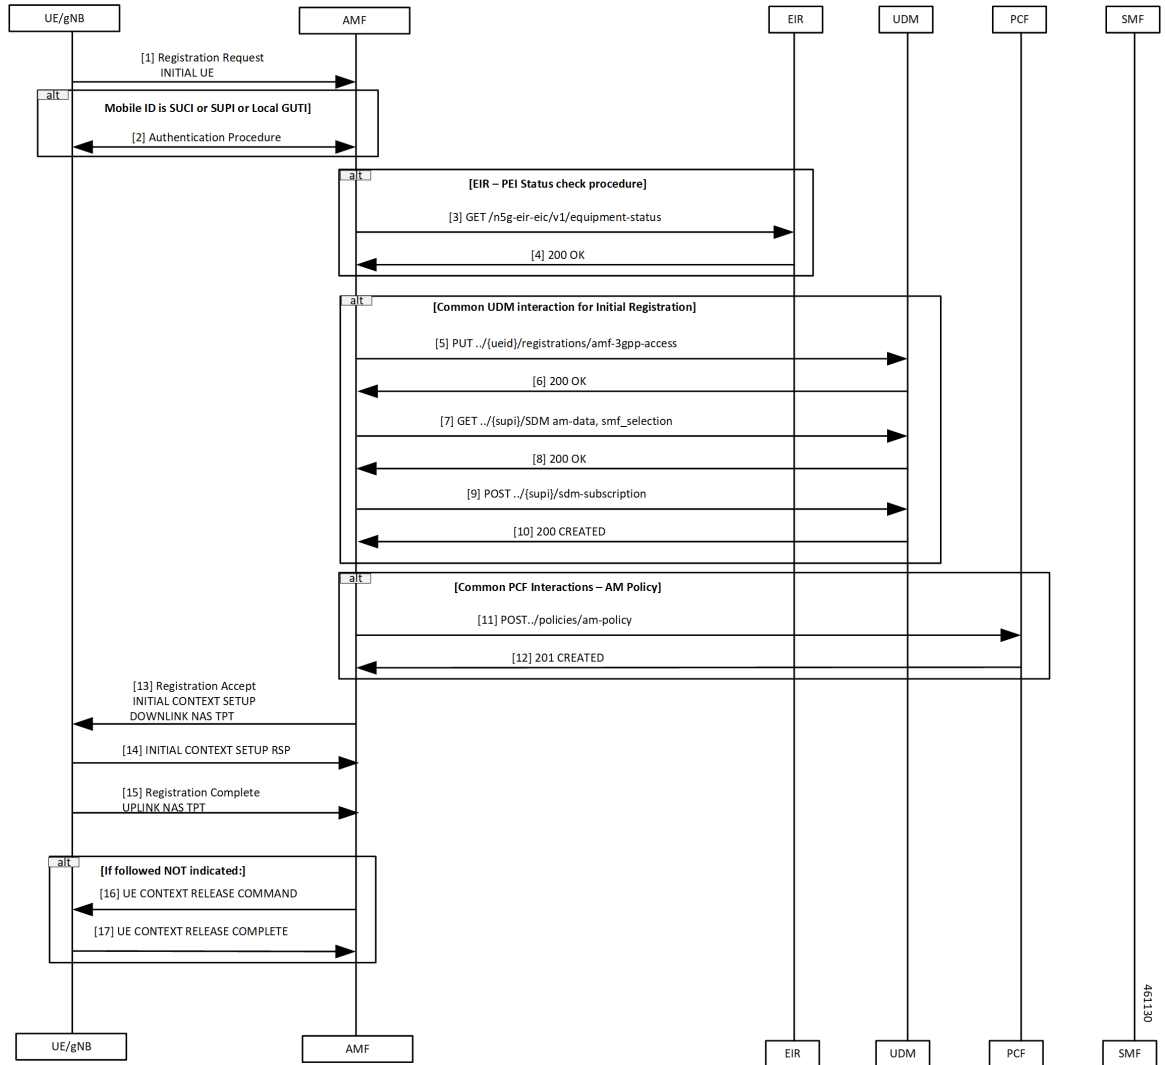 UE/gNB
AMF
EIR
UDM
PCF
SMF
[1] Registration Request
INITIAL UE
alt
Mobile ID is SUCI or SUPI or Local GUTI]
[2] Authentication Procedure
alt
[EIR – PEI Status check procedure]
[3] GET /n5g-eir-eic/v1/equipment-status
[4] 200 OK
alt
[Common UDM interaction for Initial Registration]
[5] PUT ../{ueid}/registrations/amf-3gpp-access
[6] 200 OK
[7] GET ../{supi}/SDM am-data, smf_selection
[8] 200 OK
[9] POST ../{supi}/sdm-subscription
[10] 200 CREATED
alt
[Common PCF Interactions – AM Policy]
[11] POST../policies/am-policy
[12] 201 CREATED
[13] Registration Accept
INITIAL CONTEXT SETUP
DOWNLINK NAS TPT
[14] INITIAL CONTEXT SETUP RSP
[15] Registration Complete
UPLINK NAS TPT
alt
[If followed NOT indicated:]
[16] UE CONTEXT RELEASE COMMAND
[17] UE CONTEXT RELEASE COMPLETE
461130
UE/gNB
AMF
EIR
UDM
PCF
SMF